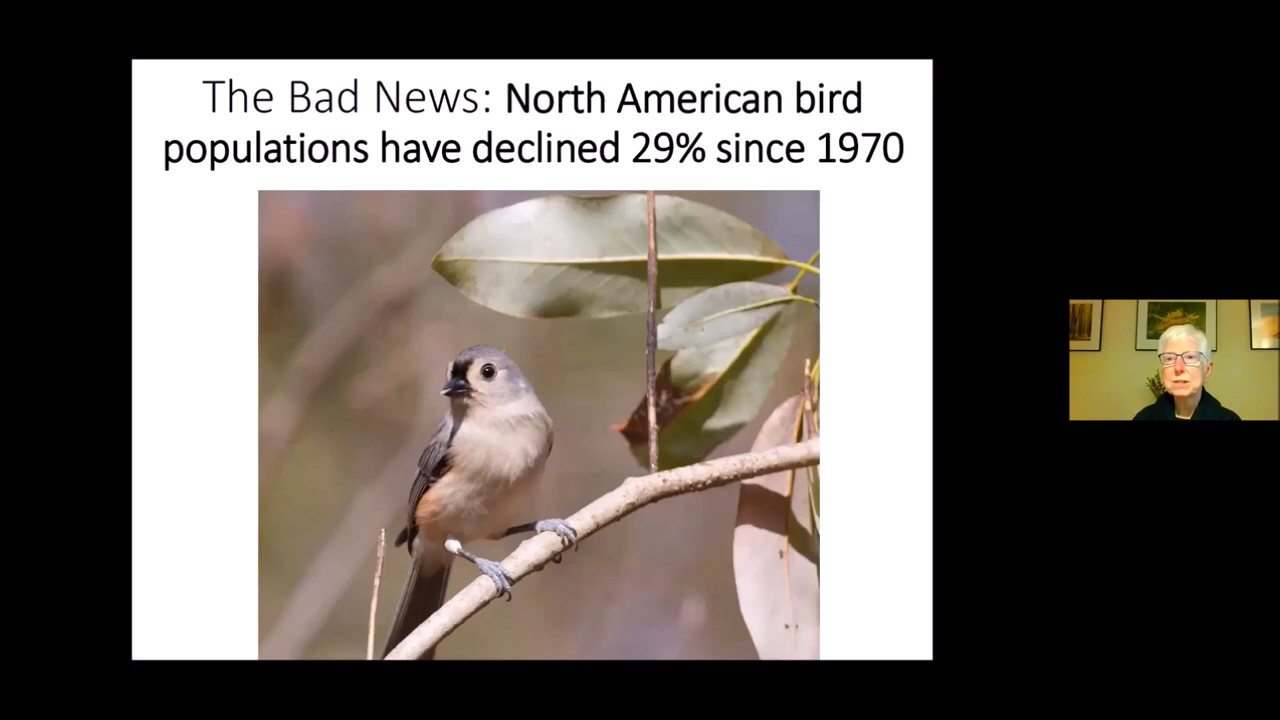 The Bad News: North American bird
populations have declined 29% since 1970